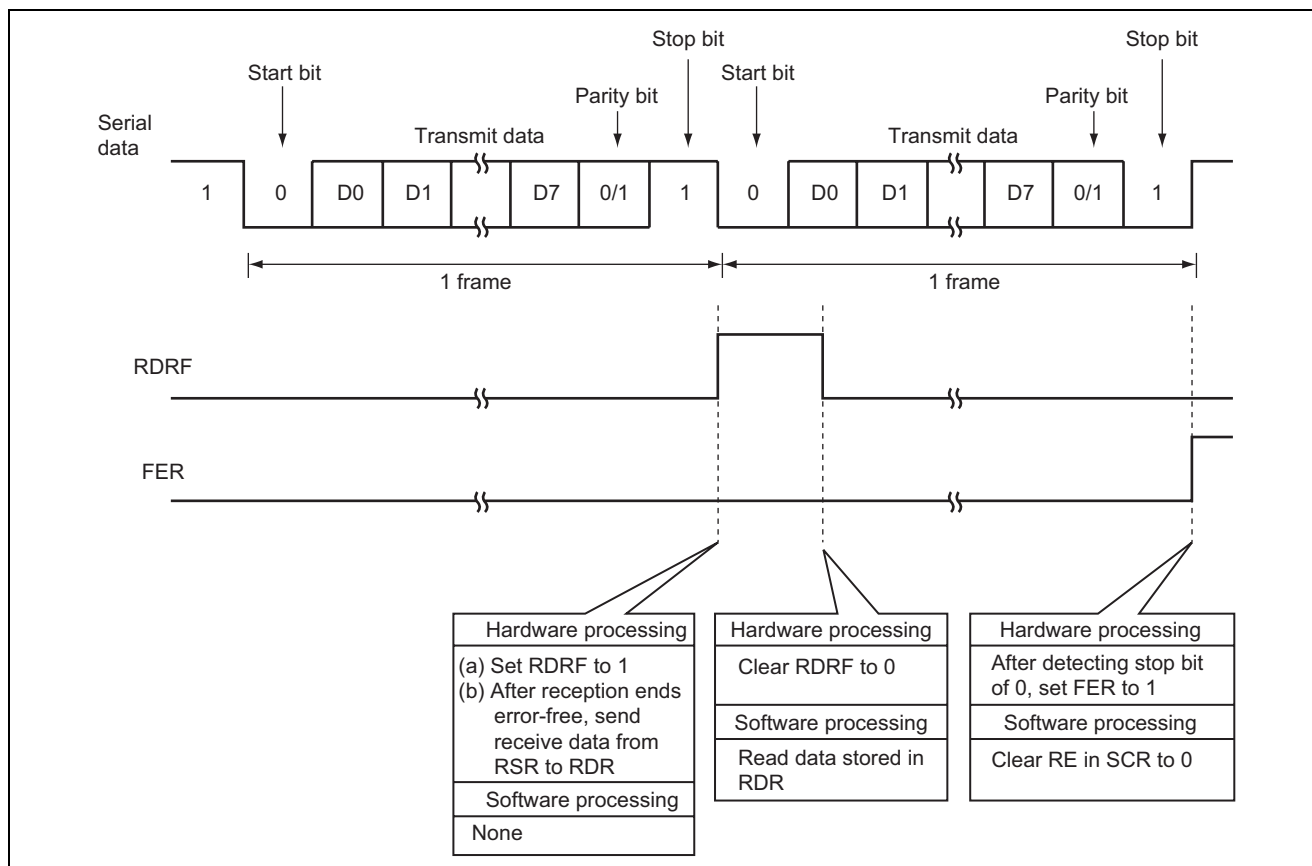 Stop bit
Stop bit
Start bit
Start bit
Parity bit
Parity bit
Serial
data
Transmit data
Transmit data
1
0
D0
D1
D7
0/1
1
0
D0
D1
D7
0/1
1
1 frame
1 frame
RDRF
FER
Hardware processing
(a) Set RDRF to 1
(b) After reception ends
error-free, send
receive data from
RSR to RDR
Software processing
None
Hardware processing
Clear RDRF to 0
Software processing
Read data stored in
RDR
Hardware processing
After detecting stop bit
of 0, set FER to 1
Software processing
Clear RE in SCR to 0